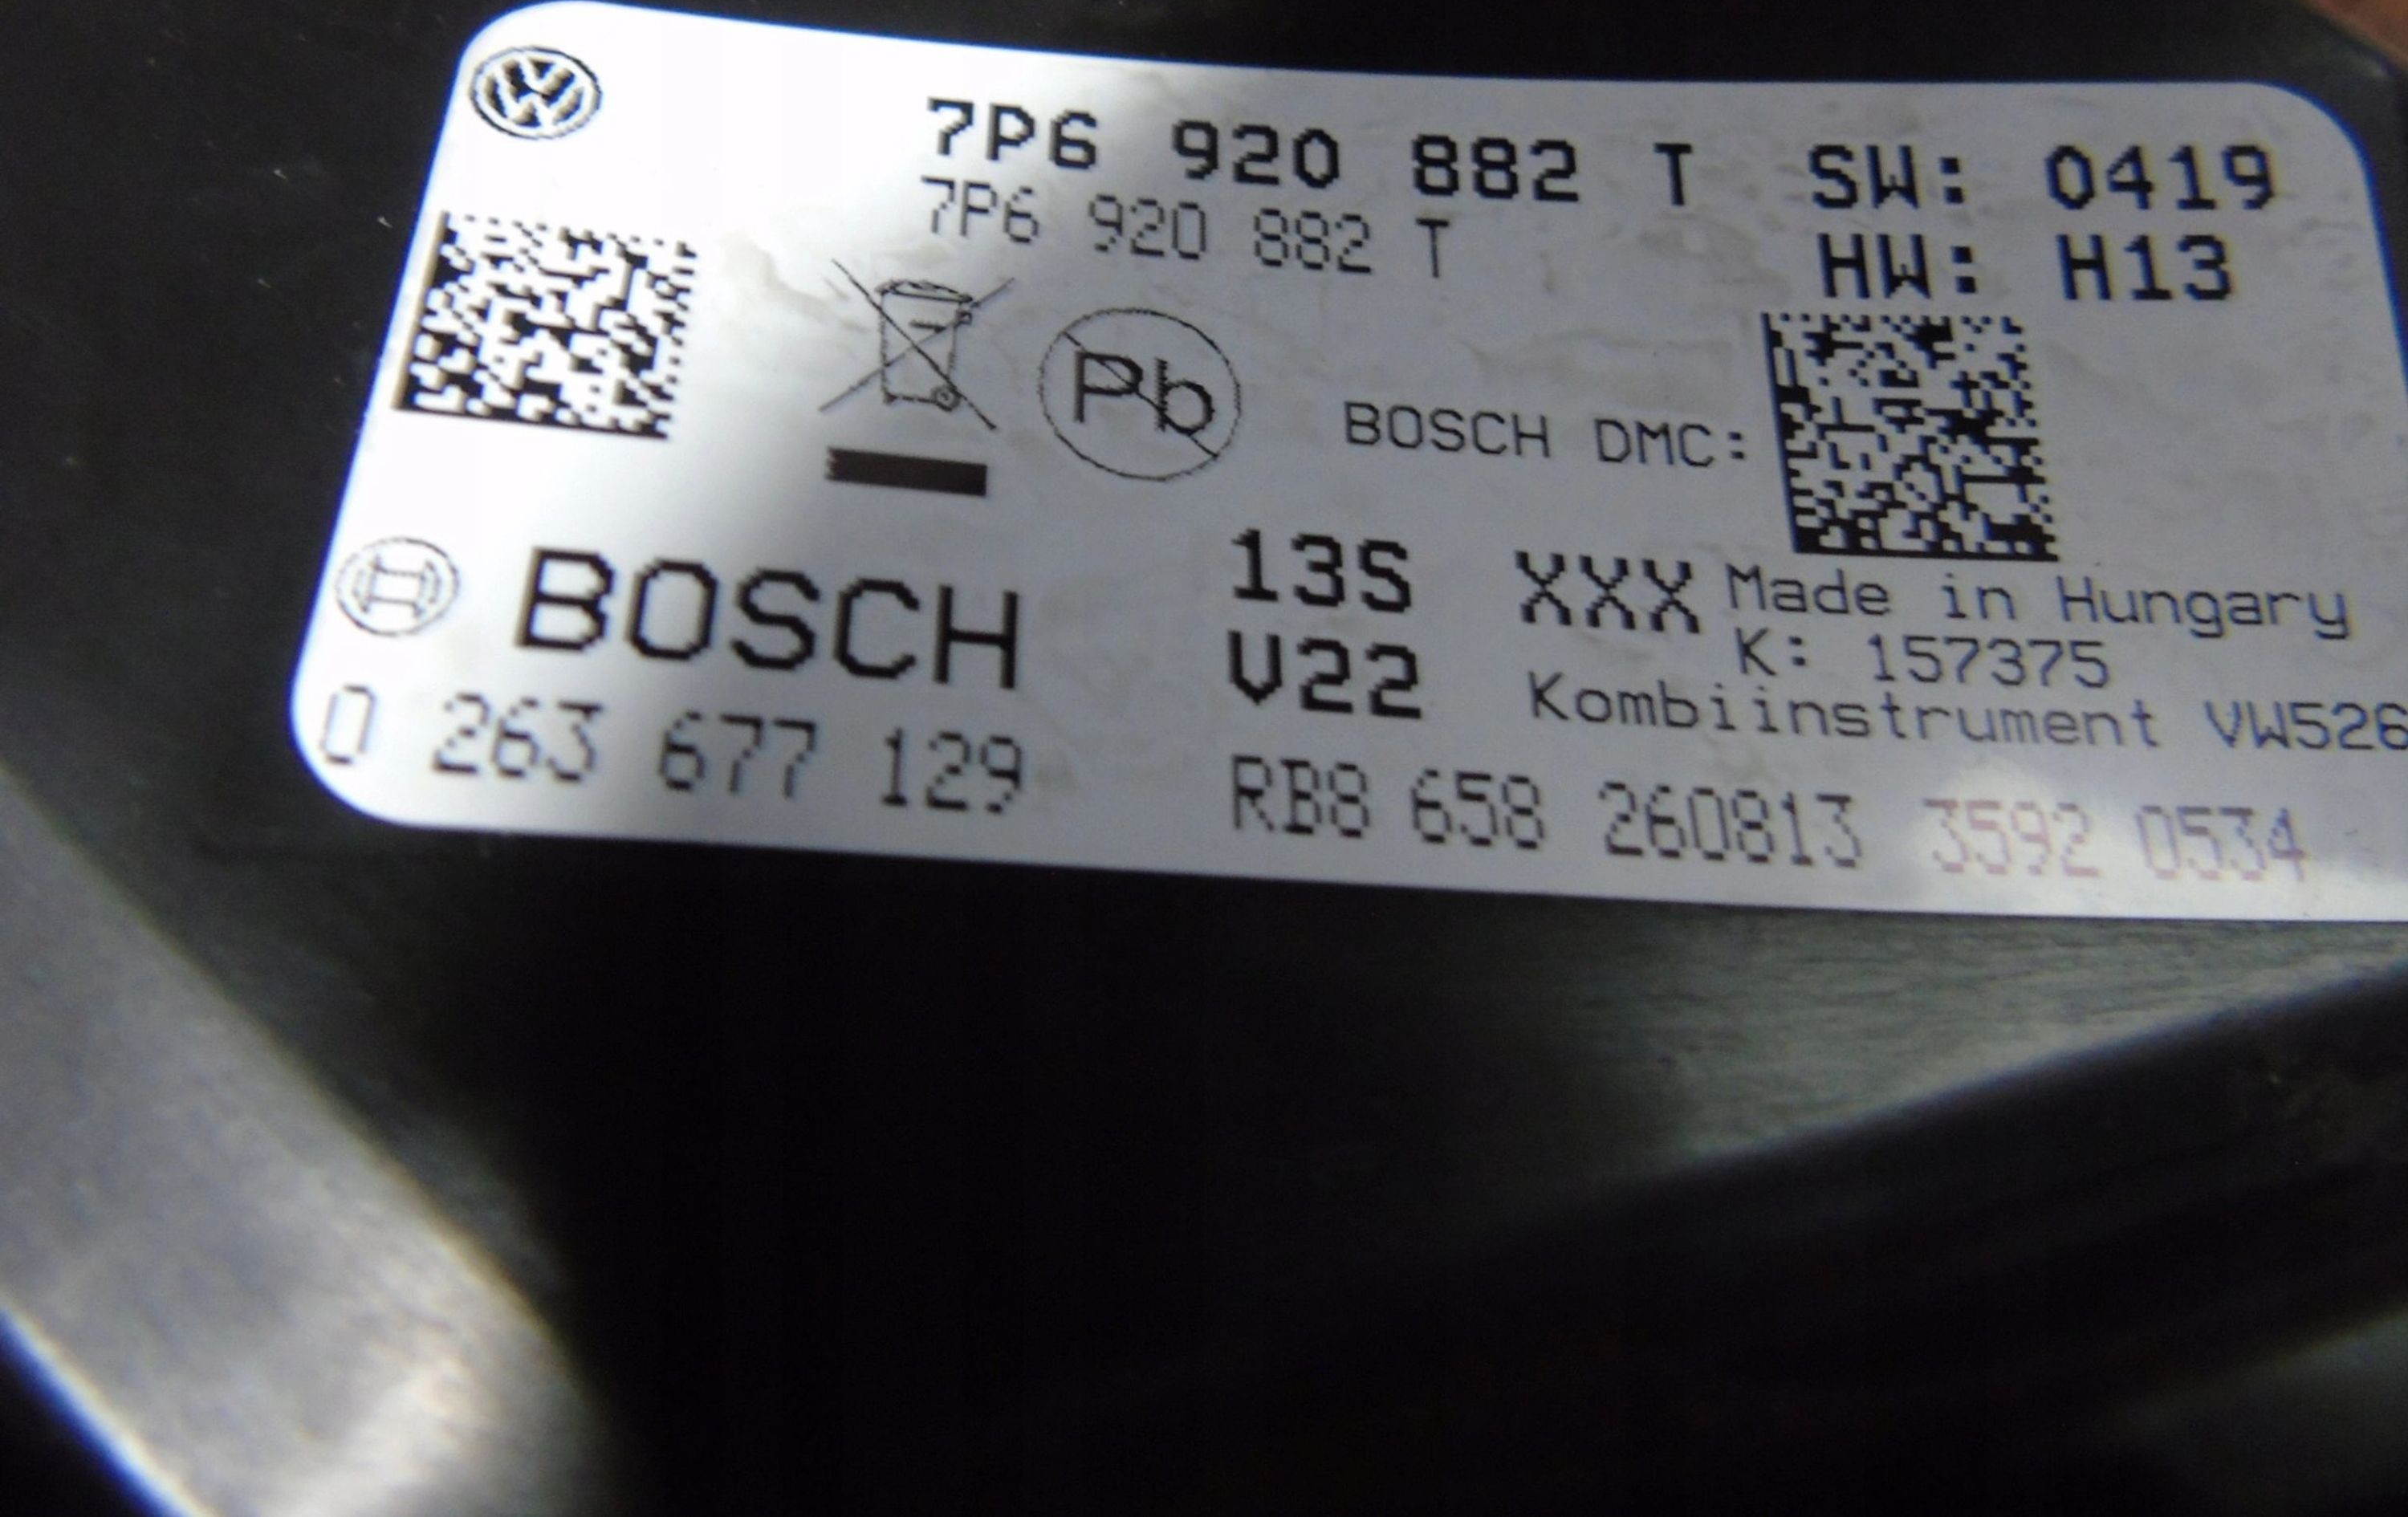 7P6 920 882 T SW: 0419
7P6 920 882 T
HW: H13
Pb
BOSCH DMC:
BOSCH
13S XXX Made in Hungary
V22
K: 157375
Kombiinstrument VW526
0 263 677 129
RB8 658 260813 3592 0534